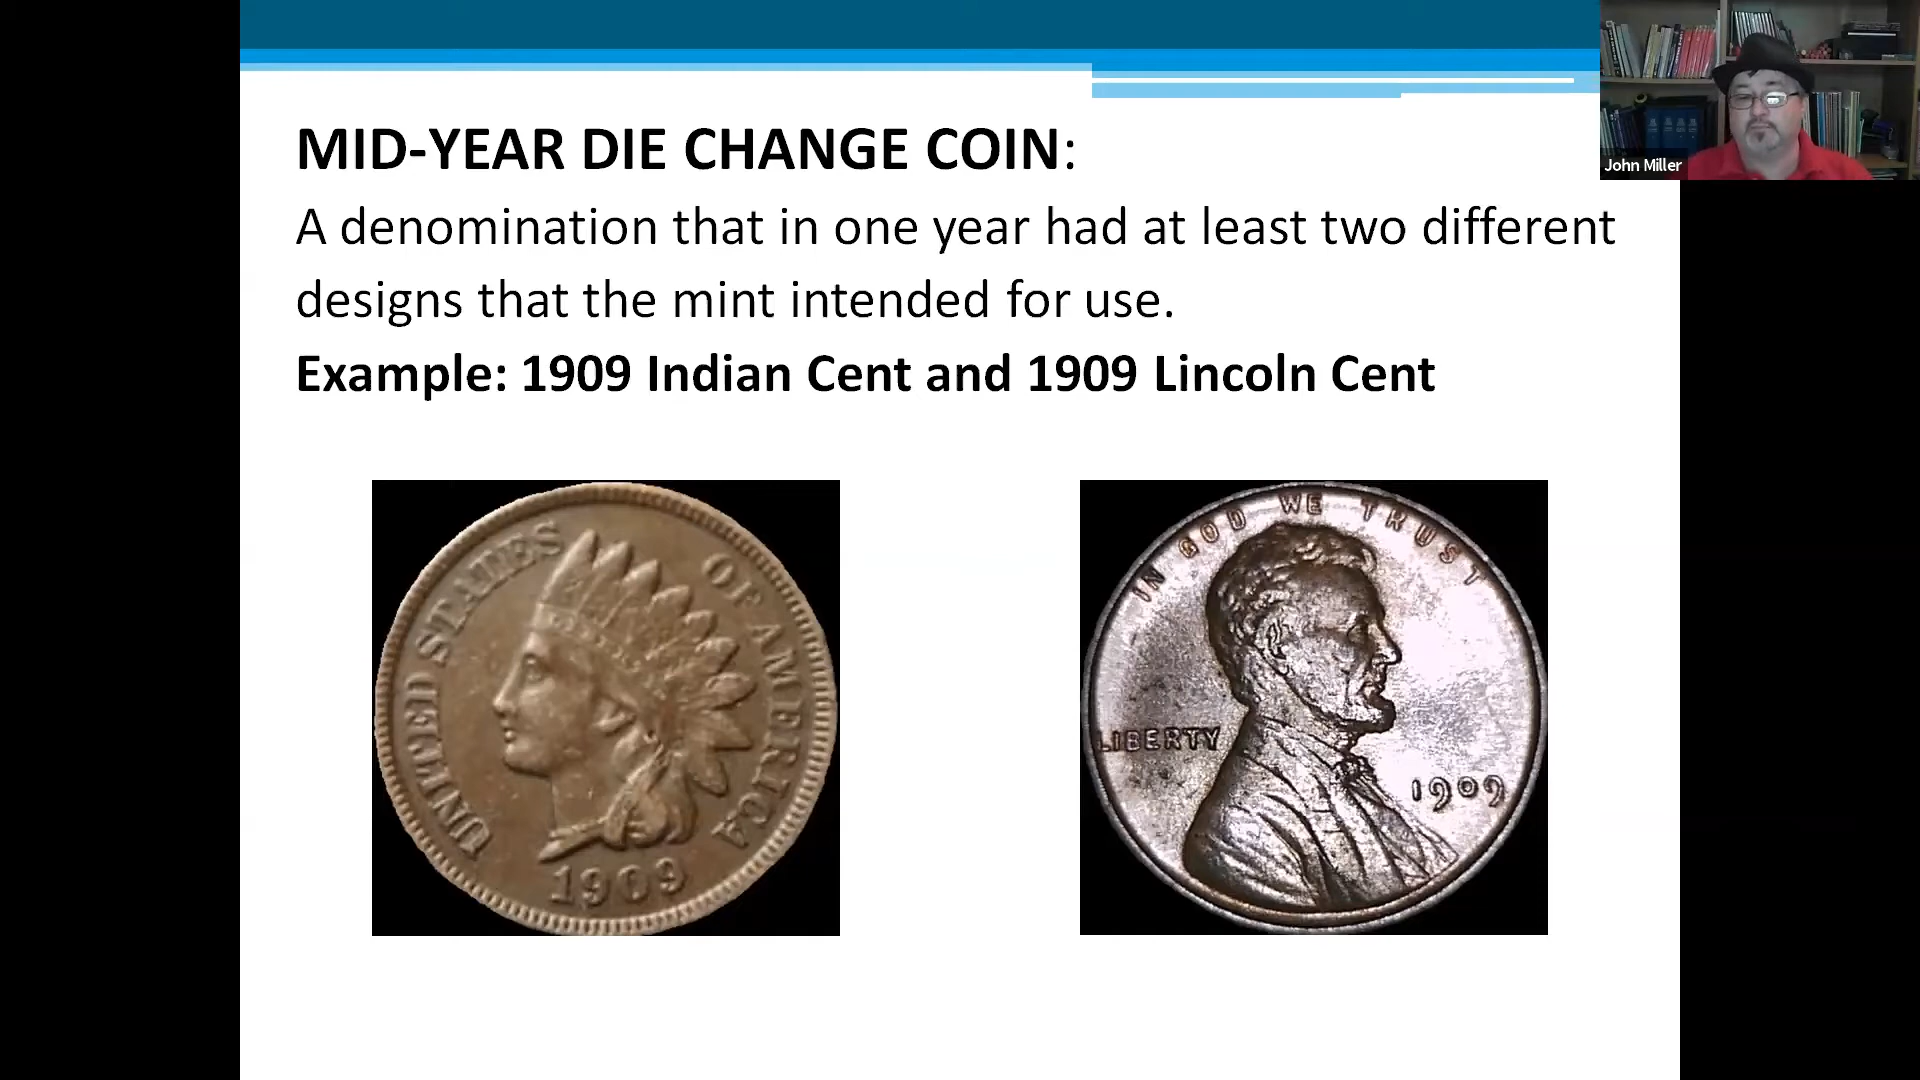 MID-YEAR DIE CHANGE COIN:
A denomination that in one year had at least two different
designs that the mint intended for use.
Example: 1909 Indian Cent and 1909 Lincoln Cent
UNITED STATES OF AMERICA
1909
IN GOD WE TRUST
LIBERTY
1909
John Miller